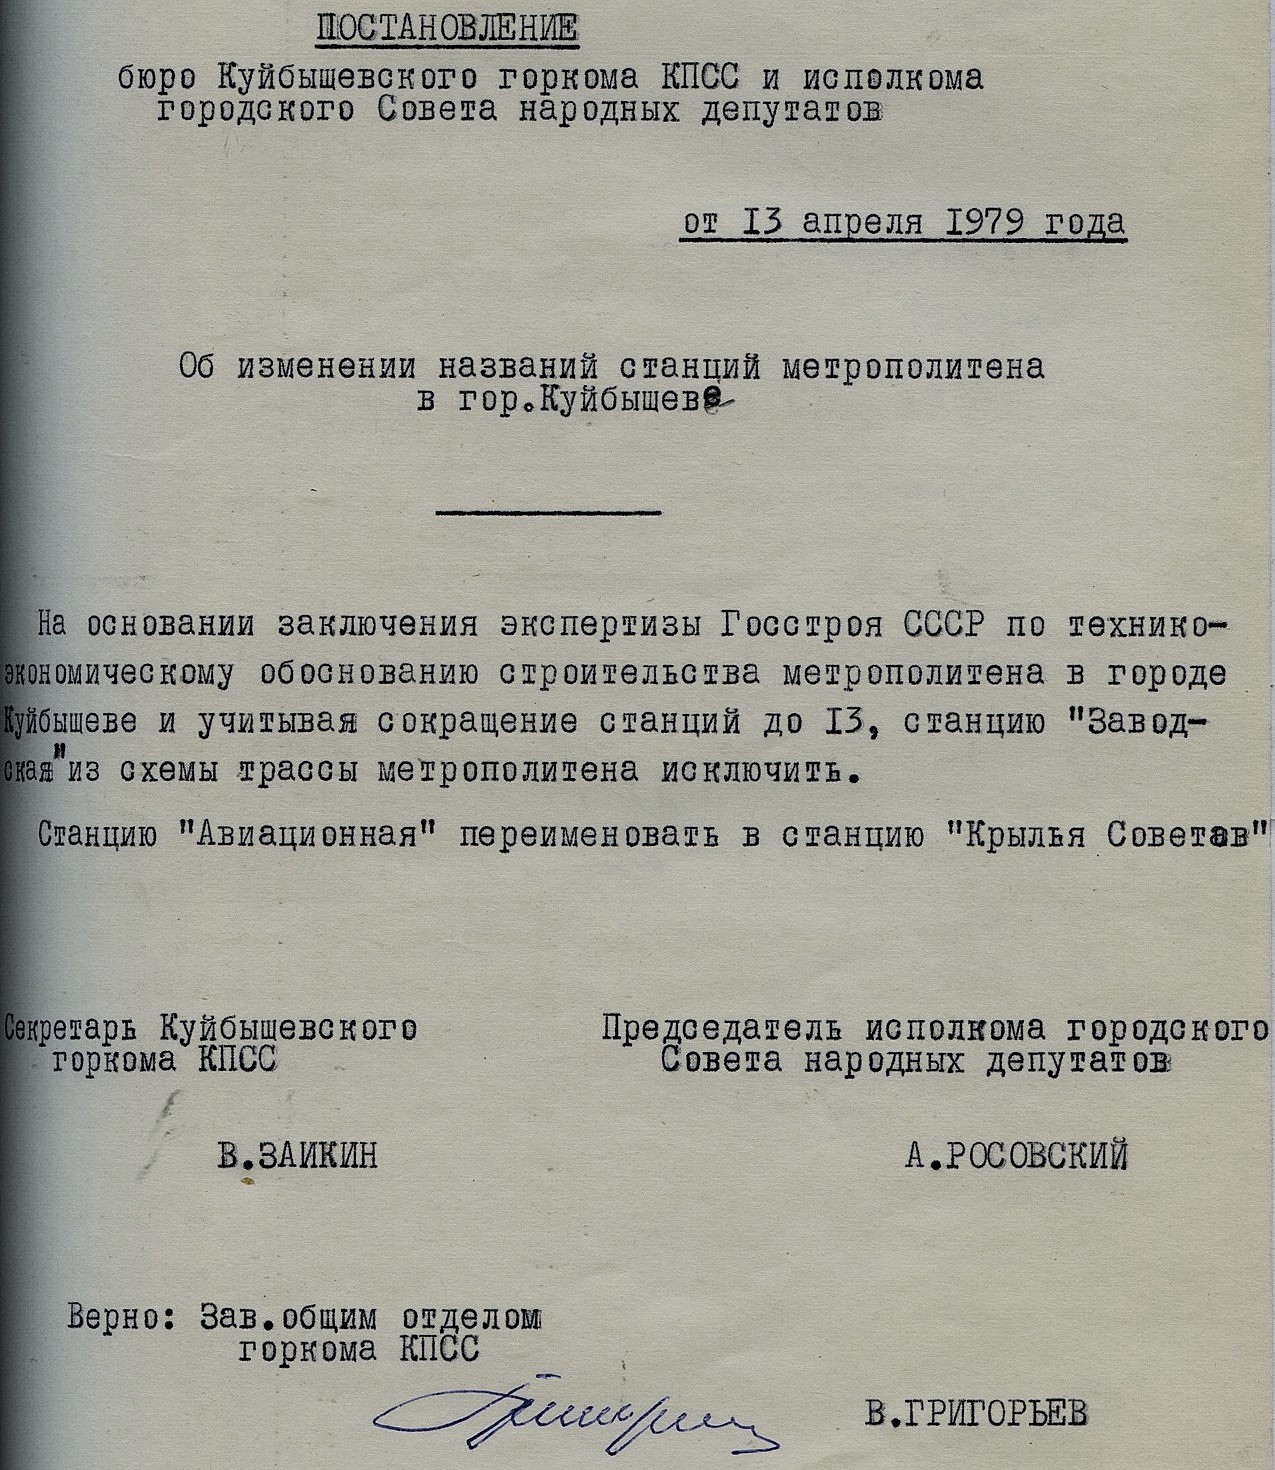 ПОСТАНОВЛЕНИЕ
бюро Куйбышевского горкома КПСС и исполкома
городского Совета народных депутатов
от 13 апреля 1979 года
Об изменении названий станций метрополитена
в гор.Куйбышеве
На основании заключения экспертизы Госстроя СССР по технико-
экономическому обоснованию строительства метрополитена в городе
Куйбышеве и учитывая сокращение станций до 13, станцию "Завод-
ская" из схемы трассы метрополитена исключить.
Станцию "Авиационная" переименовать в станцию "Крылья Советов"
Секретарь Куйбышевского
горкома КПСС
Председатель исполкома городского
Совета народных депутатов
В.ЗАИКИН
А.РОСОВСКИЙ
Верно: Зав.общим отделом
горкома КПСС
В.ГРИГОРЬЕВ